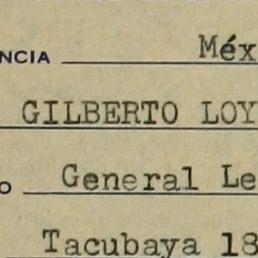 NCIA Méx
GILBERTO LOY
O General Le
Tacubaya 18